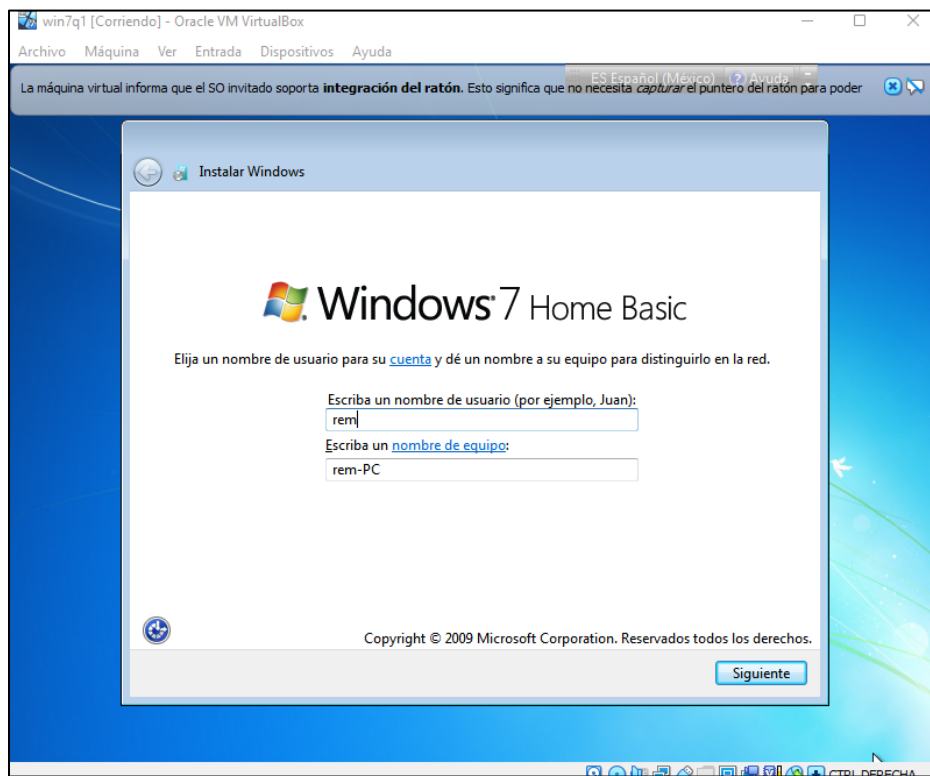 win7q1 [Corriendo] - Oracle VM VirtualBox
Archivo Máquina Ver Entrada Dispositivos Ayuda
ES Español (México) ? Ayuda
La máquina virtual informa que el SO invitado soporta integración del ratón. Esto significa que no necesita capturar el puntero del ratón para poder
Instalar Windows
Windows 7 Home Basic
Elija un nombre de usuario para su cuenta y dé un nombre a su equipo para distinguirlo en la red.
Escriba un nombre de usuario (por ejemplo, Juan):
rem
Escriba un nombre de equipo:
rem-PC
Copyright © 2009 Microsoft Corporation. Reservados todos los derechos.
Siguiente
CTRL DERECHA